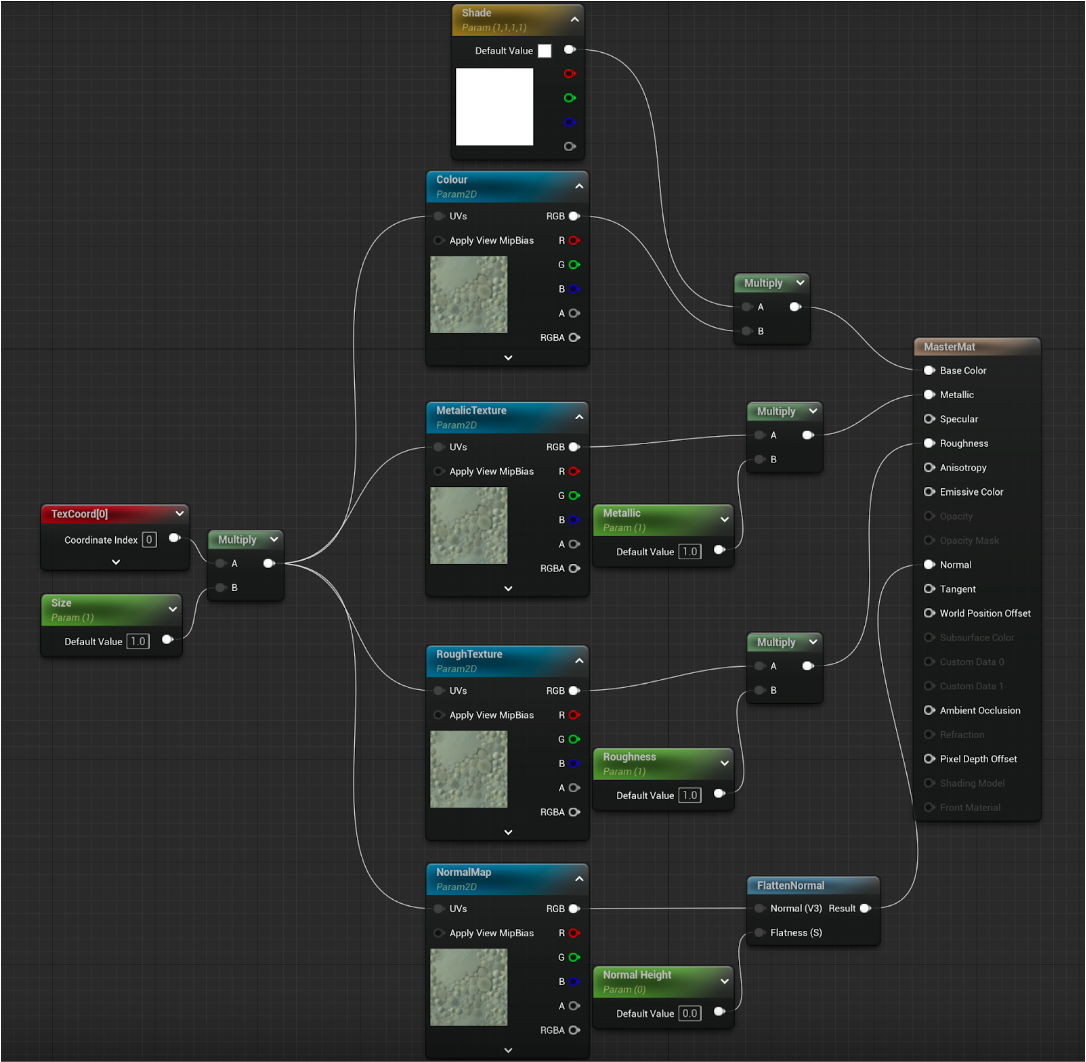 Shade
Param (1,1,1,1)
Default Value
Colour
Param2D
UVs RGB
Apply View MipBias R
G
B
A
RGBA
Multiply
A
B
MasterMat
Base Color
Metallic
Specular
Roughness
Anisotropy
Emissive Color
Opacity
Opacity Mask
Normal
Tangent
World Position Offset
Subsurface Color
Custom Data 0
Custom Data 1
Ambient Occlusion
Refraction
Pixel Depth Offset
Shading Model
Front Material
MetalicTexture
Param2D
UVs RGB
Apply View MipBias R
G
B
A
RGBA
Multiply
A
B
Metallic
Param (1)
Default Value 1.0
TexCoord[0]
Coordinate Index 0
Multiply
A
B
Size
Param (1)
Default Value 1.0
RoughTexture
Param2D
UVs RGB
Apply View MipBias R
G
B
A
RGBA
Multiply
A
B
Roughness
Param (1)
Default Value 1.0
NormalMap
Param2D
UVs RGB
Apply View MipBias R
G
B
A
RGBA
FlattenNormal
Normal (V3) Result
Flatness (S)
Normal Height
Param (0)
Default Value 0.0